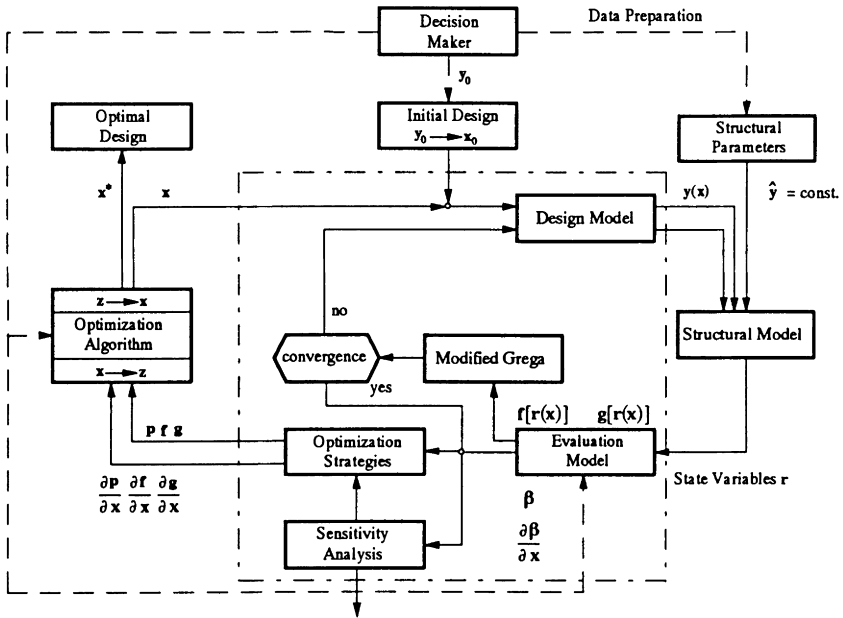 Decision
Maker
Data Preparation
y₀
Optimal
Design
Initial Design
y₀ → x₀
Structural
Parameters
x*
x
y(x)
ŷ = const.
Design Model
z → x
Optimization
Algorithm
x → z
no
convergence
Modified Grega
Structural Model
yes
f[r(x)]
g[r(x)]
p f g
Optimization
Strategies
Evaluation
Model
State Variables r
∂p/∂x ∂f/∂x ∂g/∂x
β
∂β/∂x
Sensitivity
Analysis